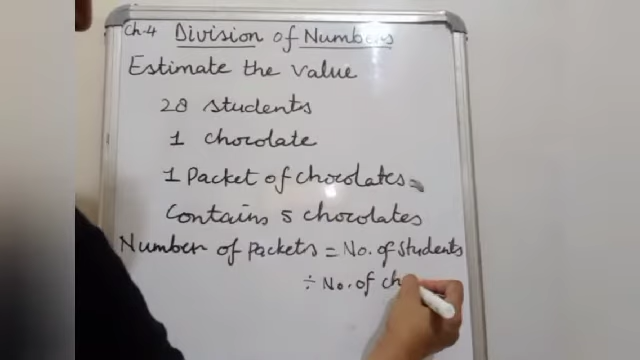 Ch-4 Division of Numbers
Estimate the value
28 students
1 chocolate
1 Packet of chocolates =
Contains 5 chocolates
Number of Packets = No. of students
÷ No. of ch